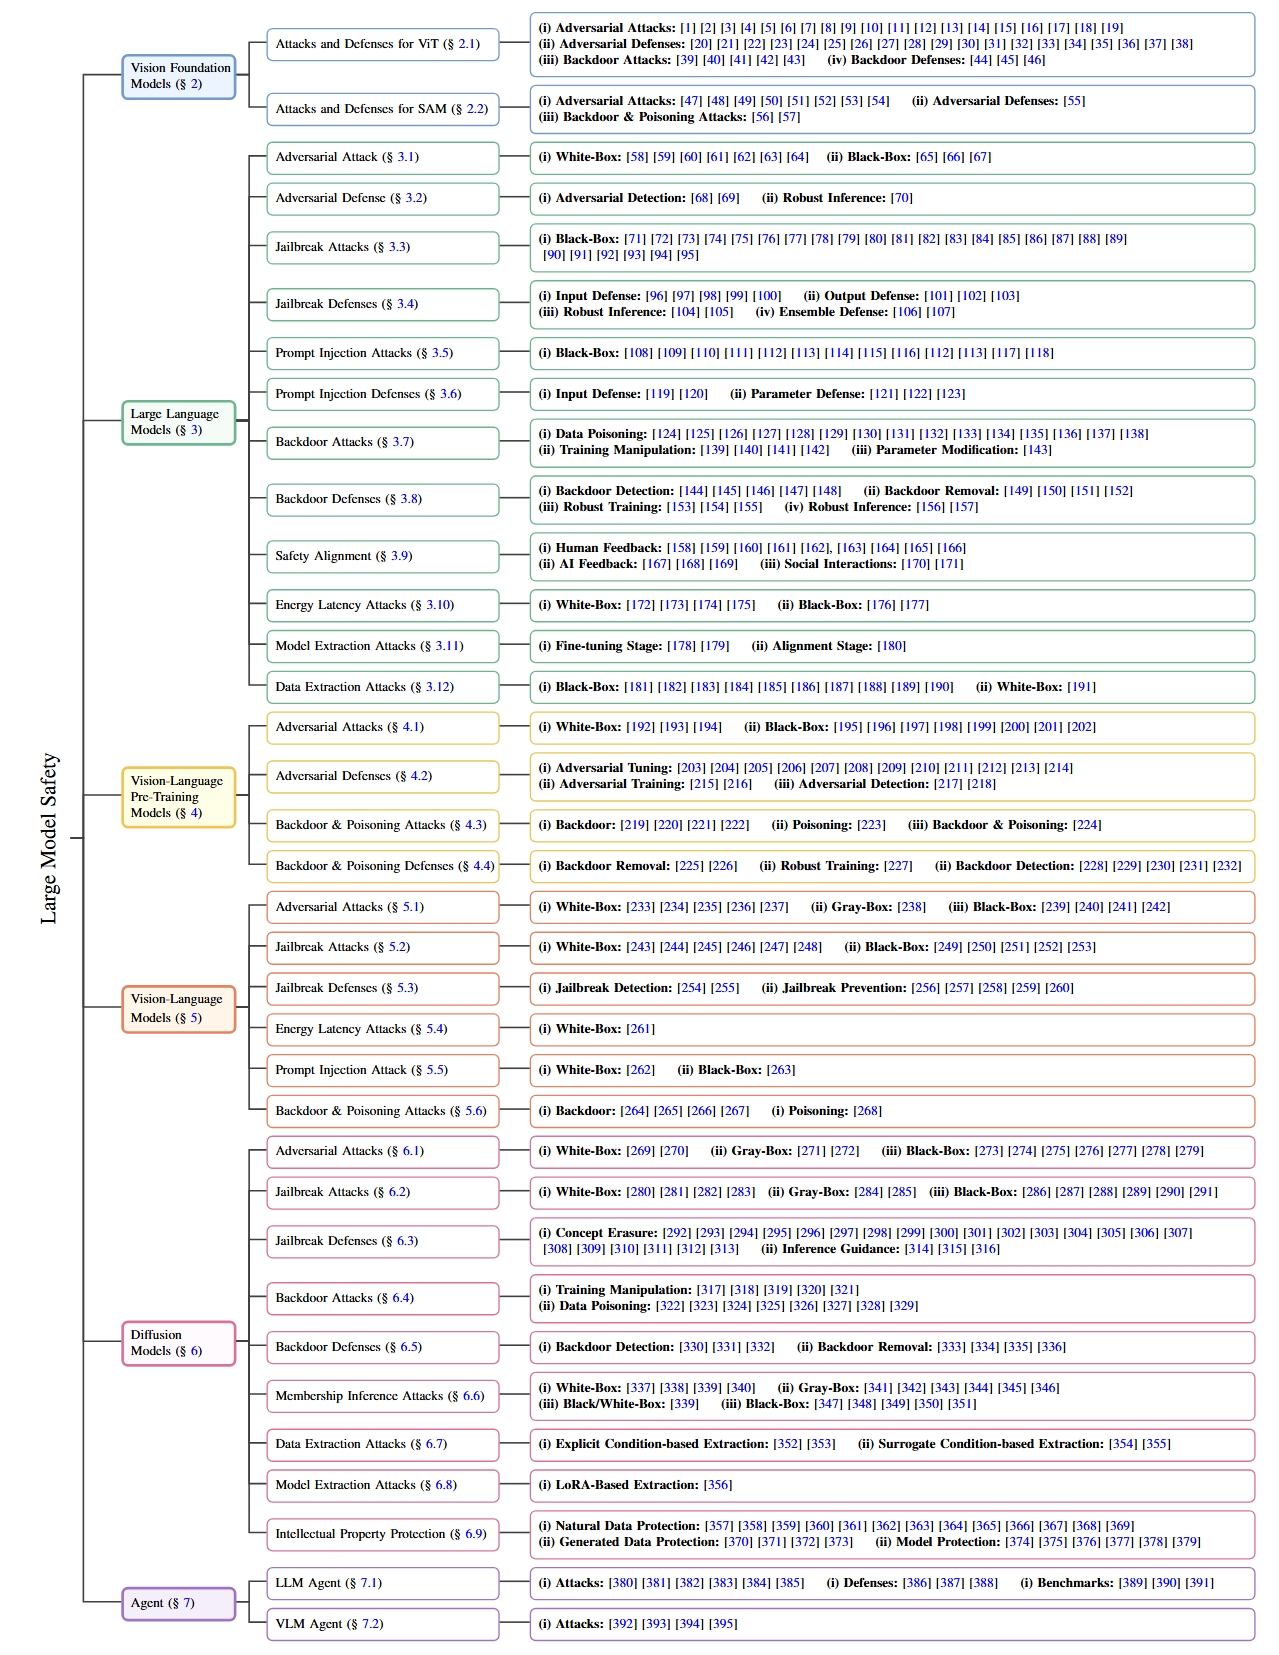 Large Model Safety
Vision Foundation
Models (§ 2)
Attacks and Defenses for ViT (§ 2.1)
(i) Adversarial Attacks: [1] [2] [3] [4] [5] [6] [7] [8] [9] [10] [11] [12] [13] [14] [15] [16] [17] [18] [19]
(ii) Adversarial Defenses: [20] [21] [22] [23] [24] [25] [26] [27] [28] [29] [30] [31] [32] [33] [34] [35] [36] [37] [38]
(iii) Backdoor Attacks: [39] [40] [41] [42] [43] (iv) Backdoor Defenses: [44] [45] [46]
Attacks and Defenses for SAM (§ 2.2)
(i) Adversarial Attacks: [47] [48] [49] [50] [51] [52] [53] [54] (ii) Adversarial Defenses: [55]
(iii) Backdoor & Poisoning Attacks: [56] [57]
Large Language
Models (§ 3)
Adversarial Attack (§ 3.1)
(i) White-Box: [58] [59] [60] [61] [62] [63] [64] (ii) Black-Box: [65] [66] [67]
Adversarial Defense (§ 3.2)
(i) Adversarial Detection: [68] [69] (ii) Robust Inference: [70]
Jailbreak Attacks (§ 3.3)
(i) Black-Box: [71] [72] [73] [74] [75] [76] [77] [78] [79] [80] [81] [82] [83] [84] [85] [86] [87] [88] [89]
[90] [91] [92] [93] [94] [95]
Jailbreak Defenses (§ 3.4)
(i) Input Defense: [96] [97] [98] [99] [100] (ii) Output Defense: [101] [102] [103]
(iii) Robust Inference: [104] [105] (iv) Ensemble Defense: [106] [107]
Prompt Injection Attacks (§ 3.5)
(i) Black-Box: [108] [109] [110] [111] [112] [113] [114] [115] [116] [112] [113] [117] [118]
Prompt Injection Defenses (§ 3.6)
(i) Input Defense: [119] [120] (ii) Parameter Defense: [121] [122] [123]
Backdoor Attacks (§ 3.7)
(i) Data Poisoning: [124] [125] [126] [127] [128] [129] [130] [131] [132] [133] [134] [135] [136] [137] [138]
(ii) Training Manipulation: [139] [140] [141] [142] (iii) Parameter Modification: [143]
Backdoor Defenses (§ 3.8)
(i) Backdoor Detection: [144] [145] [146] [147] [148] (ii) Backdoor Removal: [149] [150] [151] [152]
(iii) Robust Training: [153] [154] [155] (iv) Robust Inference: [156] [157]
Safety Alignment (§ 3.9)
(i) Human Feedback: [158] [159] [160] [161] [162], [163] [164] [165] [166]
(ii) AI Feedback: [167] [168] [169] (iii) Social Interactions: [170] [171]
Energy Latency Attacks (§ 3.10)
(i) White-Box: [172] [173] [174] [175] (ii) Black-Box: [176] [177]
Model Extraction Attacks (§ 3.11)
(i) Fine-tuning Stage: [178] [179] (ii) Alignment Stage: [180]
Data Extraction Attacks (§ 3.12)
(i) Black-Box: [181] [182] [183] [184] [185] [186] [187] [188] [189] [190] (ii) White-Box: [191]
Vision-Language
Pre-Training
Models (§ 4)
Adversarial Attacks (§ 4.1)
(i) White-Box: [192] [193] [194] (ii) Black-Box: [195] [196] [197] [198] [199] [200] [201] [202]
Adversarial Defenses (§ 4.2)
(i) Adversarial Tuning: [203] [204] [205] [206] [207] [208] [209] [210] [211] [212] [213] [214]
(ii) Adversarial Training: [215] [216] (iii) Adversarial Detection: [217] [218]
Backdoor & Poisoning Attacks (§ 4.3)
(i) Backdoor: [219] [220] [221] [222] (ii) Poisoning: [223] (iii) Backdoor & Poisoning: [224]
Backdoor & Poisoning Defenses (§ 4.4)
(i) Backdoor Removal: [225] [226] (ii) Robust Training: [227] (ii) Backdoor Detection: [228] [229] [230] [231] [232]
Vision-Language
Models (§ 5)
Adversarial Attacks (§ 5.1)
(i) White-Box: [233] [234] [235] [236] [237] (ii) Gray-Box: [238] (iii) Black-Box: [239] [240] [241] [242]
Jailbreak Attacks (§ 5.2)
(i) White-Box: [243] [244] [245] [246] [247] [248] (ii) Black-Box: [249] [250] [251] [252] [253]
Jailbreak Defenses (§ 5.3)
(i) Jailbreak Detection: [254] [255] (ii) Jailbreak Prevention: [256] [257] [258] [259] [260]
Energy Latency Attacks (§ 5.4)
(i) White-Box: [261]
Prompt Injection Attack (§ 5.5)
(i) White-Box: [262] (ii) Black-Box: [263]
Backdoor & Poisoning Attacks (§ 5.6)
(i) Backdoor: [264] [265] [266] [267] (i) Poisoning: [268]
Diffusion
Models (§ 6)
Adversarial Attacks (§ 6.1)
(i) White-Box: [269] [270] (ii) Gray-Box: [271] [272] (iii) Black-Box: [273] [274] [275] [276] [277] [278] [279]
Jailbreak Attacks (§ 6.2)
(i) White-Box: [280] [281] [282] [283] (ii) Gray-Box: [284] [285] (iii) Black-Box: [286] [287] [288] [289] [290] [291]
Jailbreak Defenses (§ 6.3)
(i) Concept Erasure: [292] [293] [294] [295] [296] [297] [298] [299] [300] [301] [302] [303] [304] [305] [306] [307]
[308] [309] [310] [311] [312] [313] (ii) Inference Guidance: [314] [315] [316]
Backdoor Attacks (§ 6.4)
(i) Training Manipulation: [317] [318] [319] [320] [321]
(ii) Data Poisoning: [322] [323] [324] [325] [326] [327] [328] [329]
Backdoor Defenses (§ 6.5)
(i) Backdoor Detection: [330] [331] [332] (ii) Backdoor Removal: [333] [334] [335] [336]
Membership Inference Attacks (§ 6.6)
(i) White-Box: [337] [338] [339] [340] (ii) Gray-Box: [341] [342] [343] [344] [345] [346]
(iii) Black/White-Box: [339] (iii) Black-Box: [347] [348] [349] [350] [351]
Data Extraction Attacks (§ 6.7)
(i) Explicit Condition-based Extraction: [352] [353] (ii) Surrogate Condition-based Extraction: [354] [355]
Model Extraction Attacks (§ 6.8)
(i) LoRA-Based Extraction: [356]
Intellectual Property Protection (§ 6.9)
(i) Natural Data Protection: [357] [358] [359] [360] [361] [362] [363] [364] [365] [366] [367] [368] [369]
(ii) Generated Data Protection: [370] [371] [372] [373] (ii) Model Protection: [374] [375] [376] [377] [378] [379]
Agent (§ 7)
LLM Agent (§ 7.1)
(i) Attacks: [380] [381] [382] [383] [384] [385] (i) Defenses: [386] [387] [388] (i) Benchmarks: [389] [390] [391]
VLM Agent (§ 7.2)
(i) Attacks: [392] [393] [394] [395]